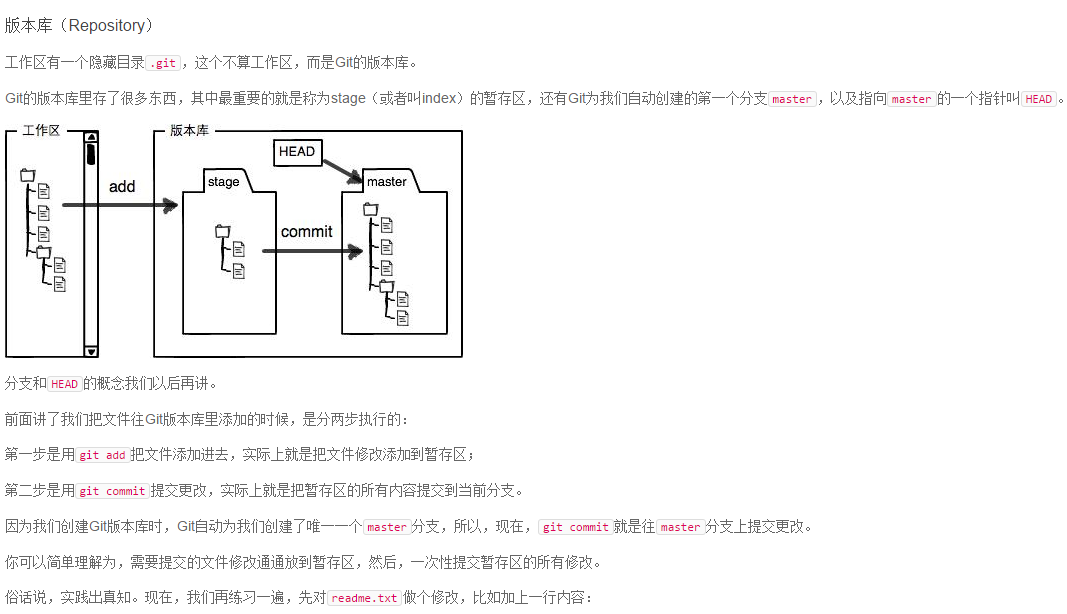 版本库（Repository）
工作区有一个隐藏目录.git，这个不算工作区，而是Git的版本库。
Git的版本库里存了很多东西，其中最重要的就是称为stage（或者叫index）的暂存区，还有Git为我们自动创建的第一个分支master，以及指向master的一个指针叫HEAD。
工作区
版本库
HEAD
add
stage
master
commit
分支和HEAD的概念我们以后再讲。
前面讲了我们把文件往Git版本库里添加的时候，是分两步执行的：
第一步是用git add把文件添加进去，实际上就是把文件修改添加到暂存区；
第二步是用git commit提交更改，实际上就是把暂存区的所有内容提交到当前分支。
因为我们创建Git版本库时，Git自动为我们创建了唯一一个master分支，所以，现在，git commit就是往master分支上提交更改。
你可以简单理解为，需要提交的文件修改通通放到暂存区，然后，一次性提交暂存区的所有修改。
俗话说，实践出真知。现在，我们再练习一遍，先对readme.txt做个修改，比如加上一行内容：